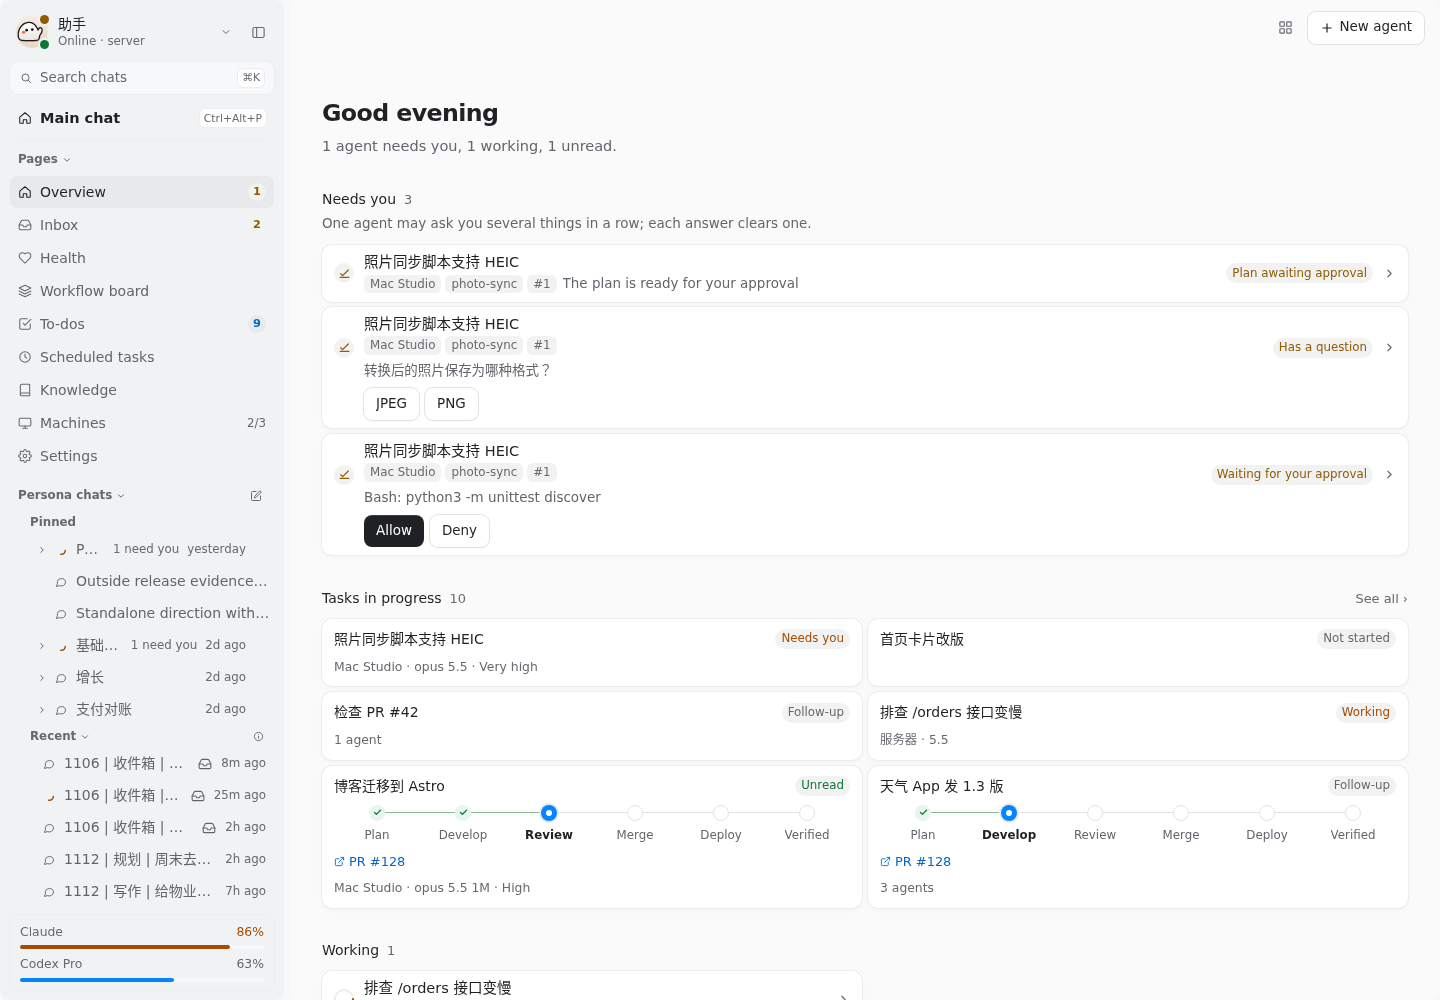 助手
Online · server
Search chats ⌘K
Main chat Ctrl+Alt+P
Pages
Overview 1
Inbox 2
Health
Workflow board
To-dos 9
Scheduled tasks
Knowledge
Machines 2/3
Settings
Persona chats
Pinned
P… 1 need you yesterday
Outside release evidence…
Standalone direction with…
基础… 1 need you 2d ago
增长 2d ago
支付对账 2d ago
Recent
1106 | 收件箱 | … 8m ago
1106 | 收件箱 |… 25m ago
1106 | 收件箱 | … 2h ago
1112 | 规划 | 周末去… 2h ago
1112 | 写作 | 给物业… 7h ago
Claude 86%
Codex Pro 63%
New agent
Good evening
1 agent needs you, 1 working, 1 unread.
Needs you 3
One agent may ask you several things in a row; each answer clears one.
照片同步脚本支持 HEIC
Mac Studio photo-sync #1 The plan is ready for your approval
Plan awaiting approval
照片同步脚本支持 HEIC
Mac Studio photo-sync #1
转换后的照片保存为哪种格式？
JPEG PNG
Has a question
照片同步脚本支持 HEIC
Mac Studio photo-sync #1
Bash: python3 -m unittest discover
Allow Deny
Waiting for your approval
Tasks in progress 10 See all ›
照片同步脚本支持 HEIC Needs you
Mac Studio · opus 5.5 · Very high
首页卡片改版 Not started
检查 PR #42 Follow-up
1 agent
排查 /orders 接口变慢 Working
服务器 · 5.5
博客迁移到 Astro Unread
Plan Develop Review Merge Deploy Verified
PR #128
Mac Studio · opus 5.5 1M · High
天气 App 发 1.3 版 Follow-up
Plan Develop Review Merge Deploy Verified
PR #128
3 agents
Working 1
排查 /orders 接口变慢